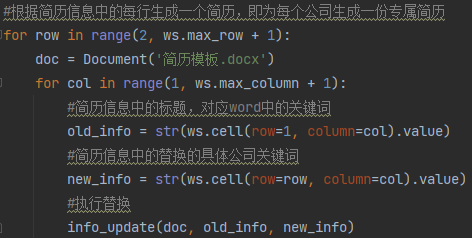 #根据简历信息中的每行生成一个简历，即为每个公司生成一份专属简历
for row in range(2, ws.max_row + 1):
    doc = Document('简历模板.docx')
    for col in range(1, ws.max_column + 1):
        #简历信息中的标题，对应word中的关键词
        old_info = str(ws.cell(row=1, column=col).value)
        #简历信息中的替换的具体公司关键词
        new_info = str(ws.cell(row=row, column=col).value)
        #执行替换
        info_update(doc, old_info, new_info)